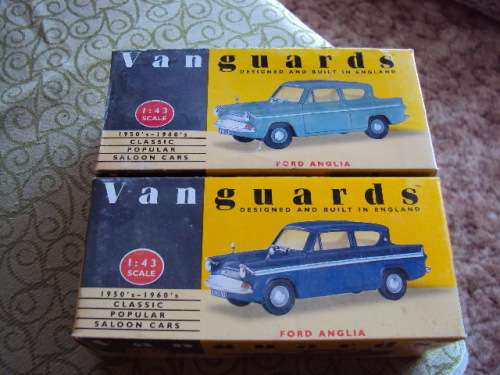 Vanguards
DESIGNED AND BUILT IN ENGLAND
1:43
SCALE
1950's-1960's
CLASSIC
POPULAR
SALOON CARS
FORD ANGLIA
Vanguards
DESIGNED AND BUILT IN ENGLAND
1:43
SCALE
1950's-1960's
CLASSIC
POPULAR
SALOON CARS
FORD ANGLIA